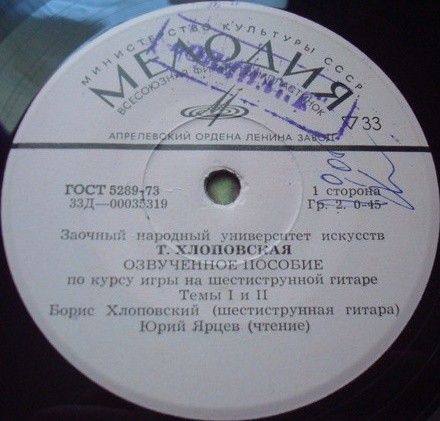 МИНИСТЕРСТВО КУЛЬТУРЫ СССР
МЕЛОДИЯ
ВСЕСОЮЗНАЯ ФИРМА ГРАМПЛАСТИНОК
▽33
АПРЕЛЕВСКИЙ ОРДЕНА ЛЕНИНА ЗАВОД
ГОСТ 5289-73
33Д—00035319
1 сторона
Гр. 2. 0-45
Заочный народный университет искусств
Т. ХЛОПОВСКАЯ
ОЗВУЧЕННОЕ ПОСОБИЕ
по курсу игры на шестиструнной гитаре
Темы I и II
Борис Хлоповский (шестиструнная гитара)
Юрий Ярцев (чтение)